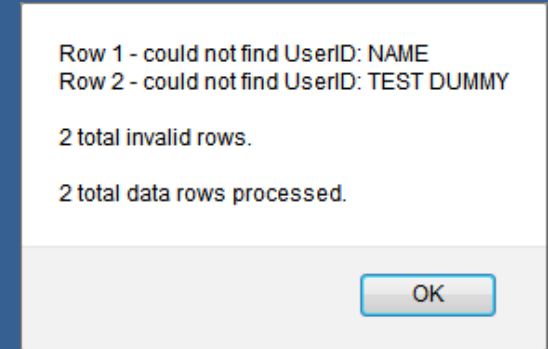 Row 1 - could not find UserID: NAME
Row 2 - could not find UserID: TEST DUMMY
2 total invalid rows.
2 total data rows processed.
OK